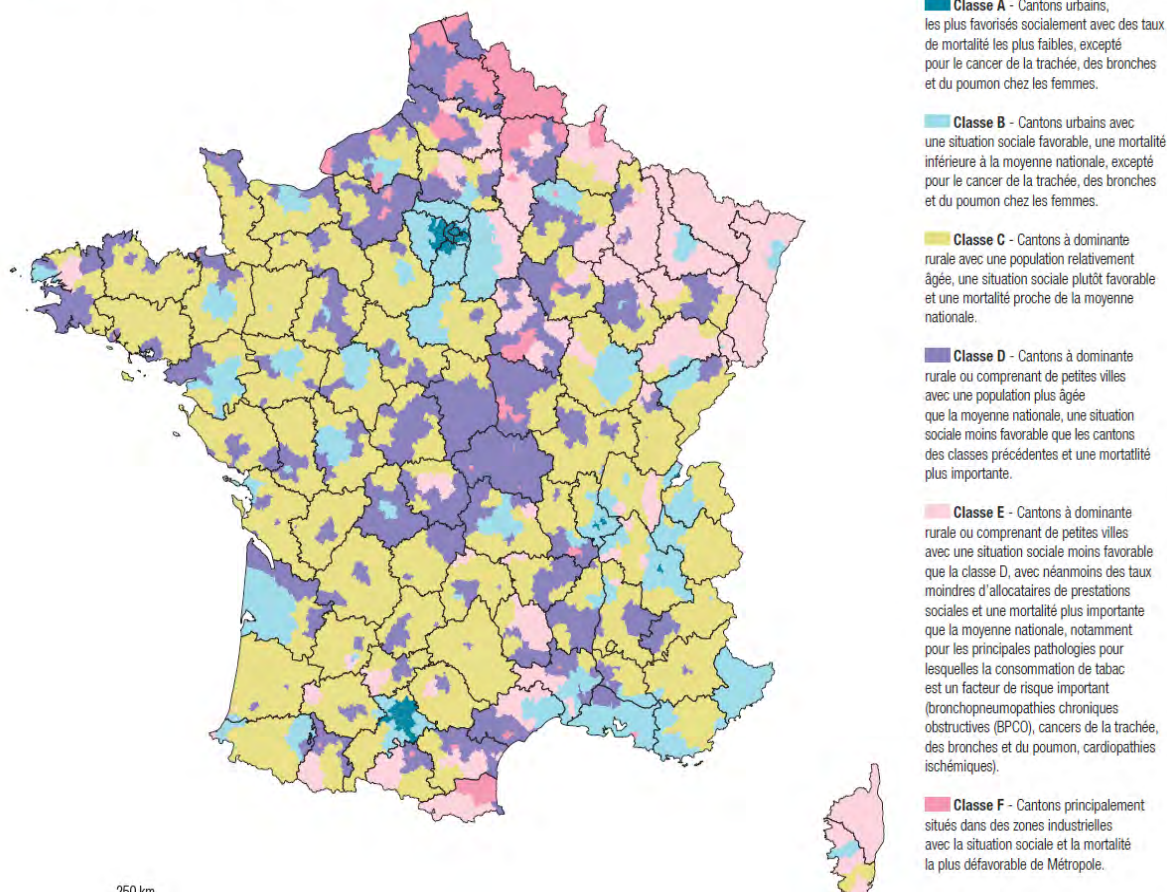 Classe A - Cantons urbains,
les plus favorisés socialement avec des taux
de mortalité les plus faibles, excepté
pour le cancer de la trachée, des bronches
et du poumon chez les femmes.
Classe B - Cantons urbains avec
une situation sociale favorable, une mortalité
inférieure à la moyenne nationale, excepté
pour le cancer de la trachée, des bronches
et du poumon chez les femmes.
Classe C - Cantons à dominante
rurale avec une population relativement
âgée, une situation sociale plutôt favorable
et une mortalité proche de la moyenne
nationale.
Classe D - Cantons à dominante
rurale ou comprenant de petites villes
avec une population plus âgée
que la moyenne nationale, une situation
sociale moins favorable que les cantons
des classes précédentes et une mortatlité
plus importante.
Classe E - Cantons à dominante
rurale ou comprenant de petites villes
avec une situation sociale moins favorable
que la classe D, avec néanmoins des taux
moindres d'allocataires de prestations
sociales et une mortalité plus importante
que la moyenne nationale, notamment
pour les principales pathologies pour
lesquelles la consommation de tabac
est un facteur de risque important
(bronchopneumopathies chroniques
obstructives (BPCO), cancers de la trachée,
des bronches et du poumon, cardiopathies
ischémiques).
Classe F - Cantons principalement
situés dans des zones industrielles
avec la situation sociale et la mortalité
la plus défavorable de Métropole.
250 km